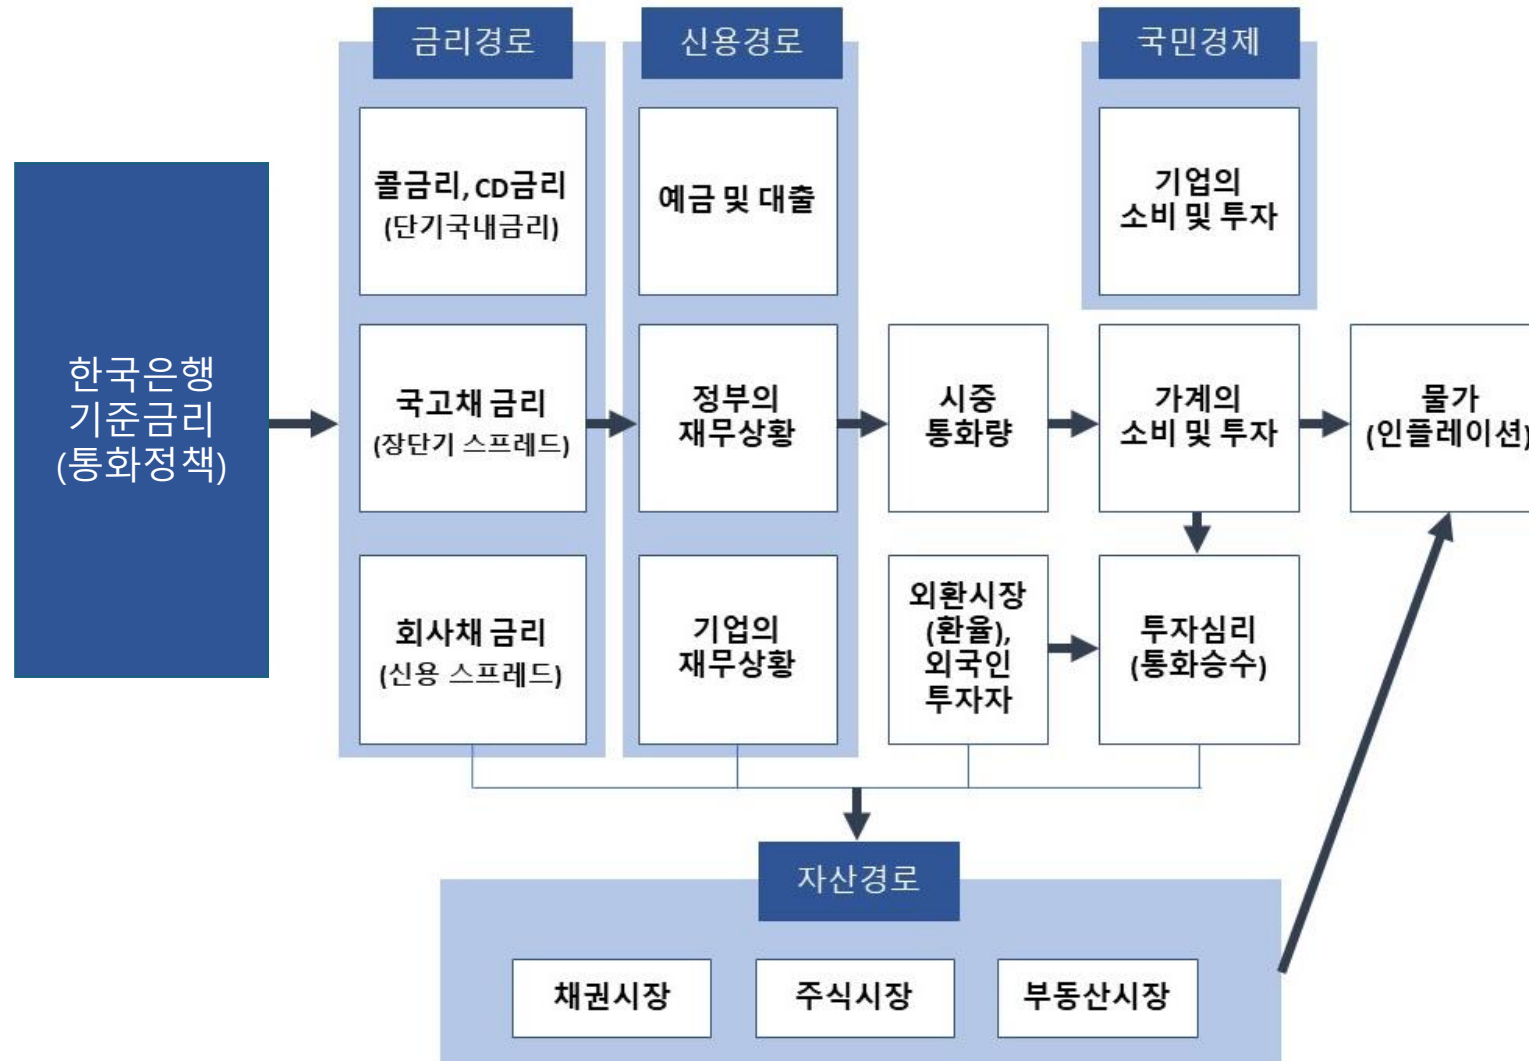 금리경로
신용경로
국민경제
콜금리, CD금리
(단기국내금리)
예금 및 대출
기업의
소비 및 투자
한국은행
기준금리
(통화정책)
국고채 금리
(장단기 스프레드)
정부의
재무상황
시중
통화량
가계의
소비 및 투자
물가
(인플레이션)
회사채 금리
(신용 스프레드)
기업의
재무상황
외환시장
(환율),
외국인
투자자
투자심리
(통화승수)
자산경로
채권시장
주식시장
부동산시장